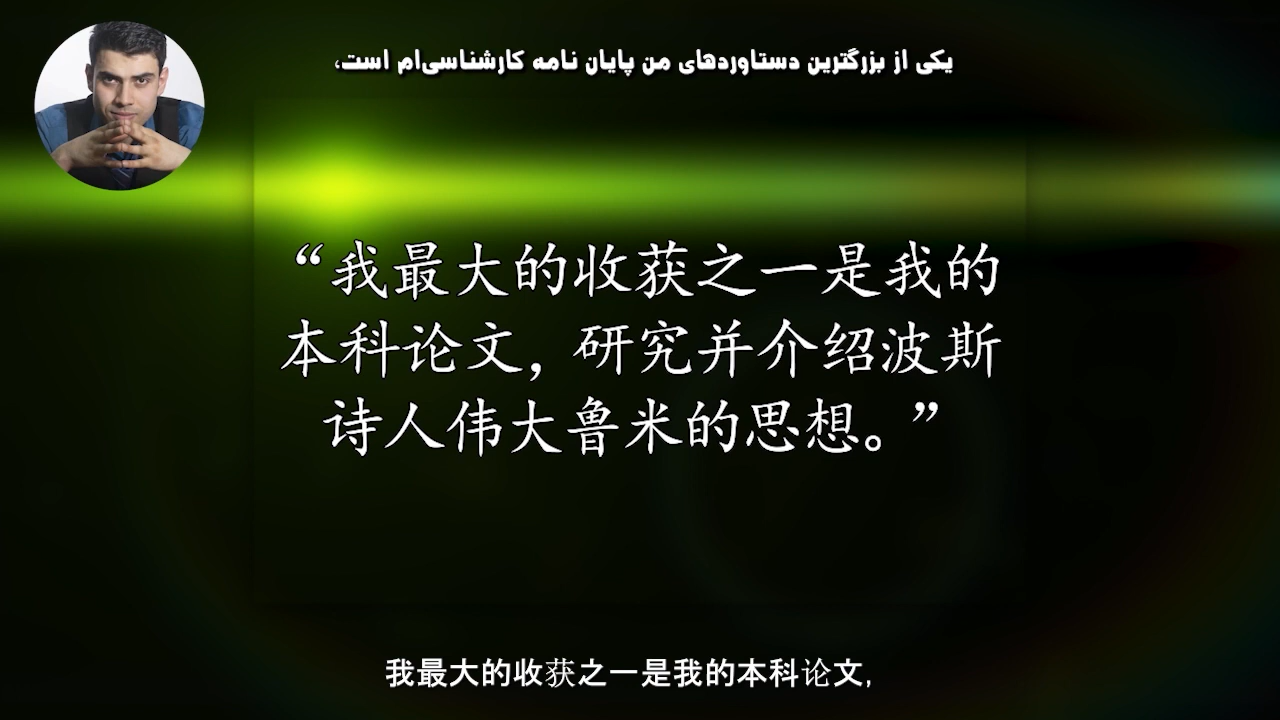 یکی از بزرگترین دستاوردهای من پایان نامه کارشناسی‌ام است،
“我最大的收获之一是我的
本科论文，研究并介绍波斯
诗人伟大鲁米的思想。”
我最大的收获之一是我的本科论文,